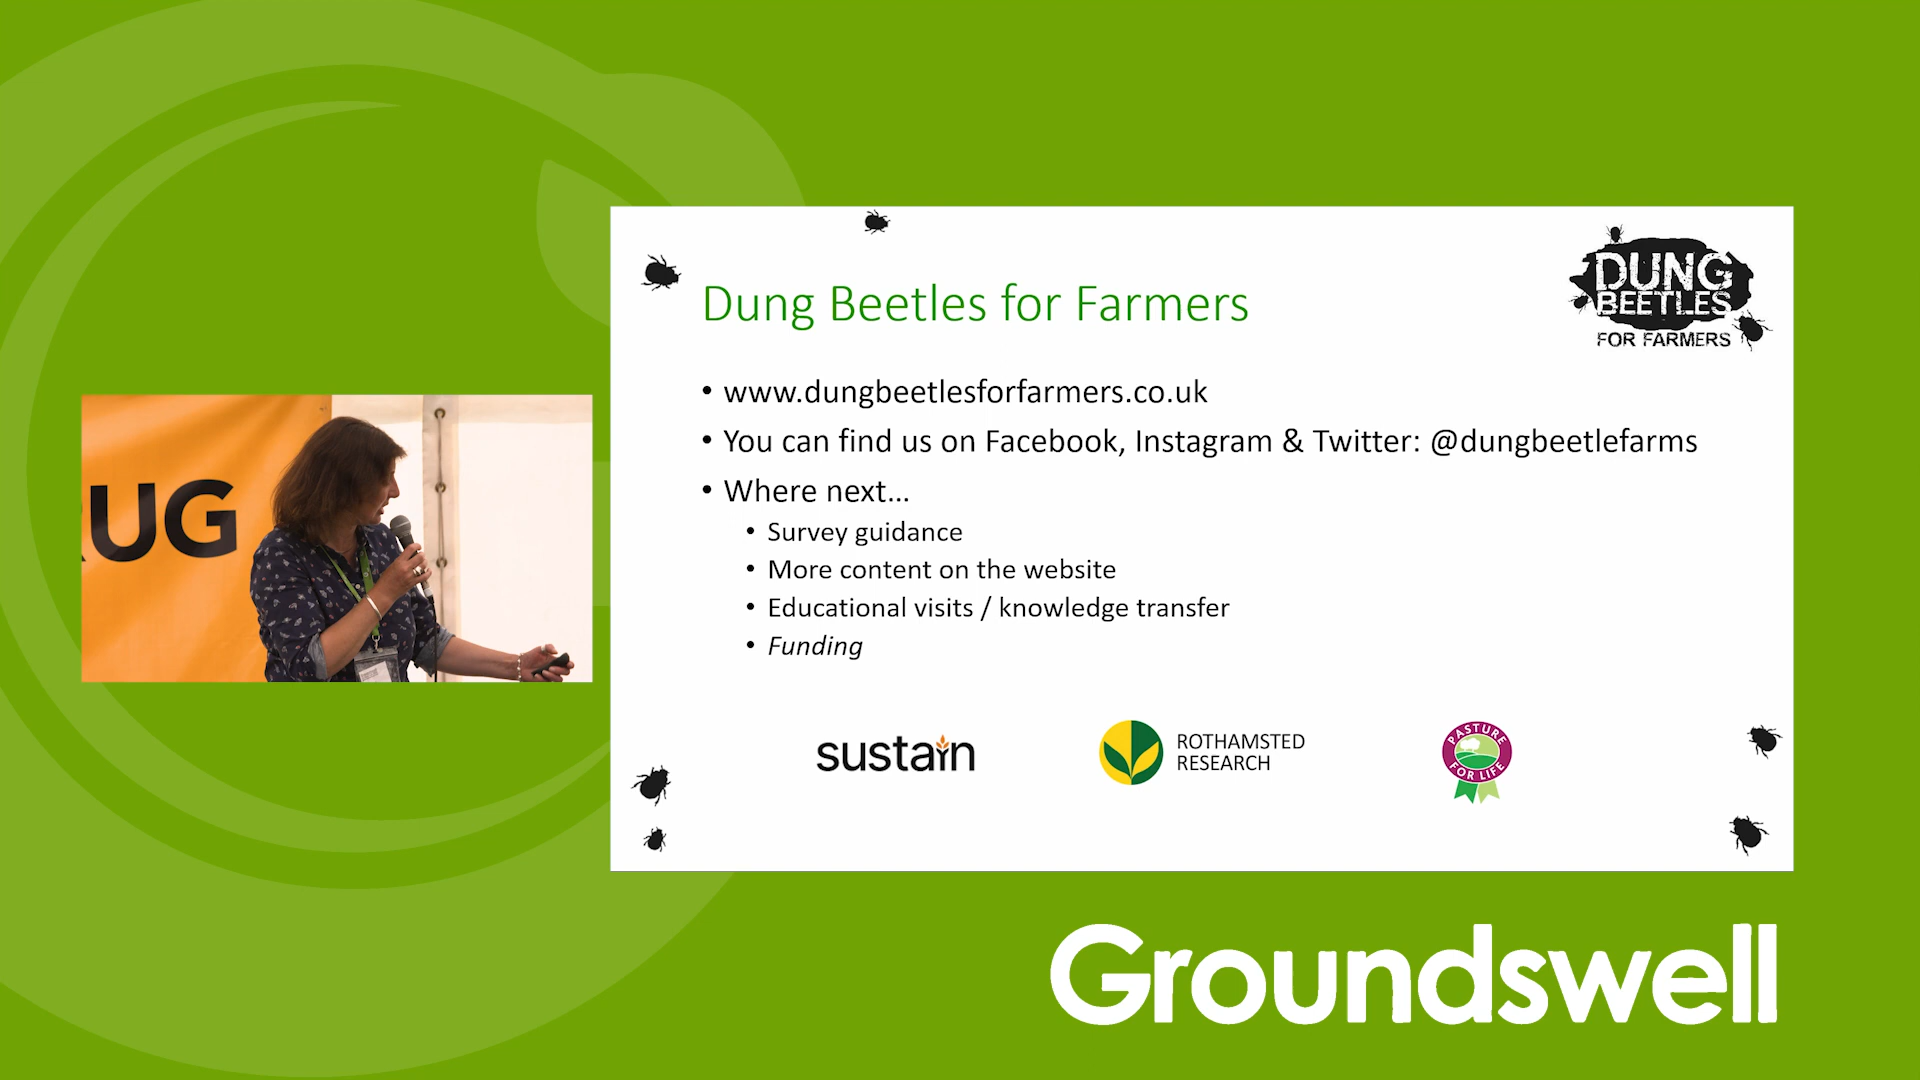 DUNG
BEETLES
FOR FARMERS
Dung Beetles for Farmers
• www.dungbeetlesforfarmers.co.uk
• You can find us on Facebook, Instagram & Twitter: @dungbeetlefarms
• Where next...
• Survey guidance
• More content on the website
• Educational visits / knowledge transfer
• Funding
UG
sustain
ROTHAMSTED
RESEARCH
PASTURE
FOR LIFE
Groundswell